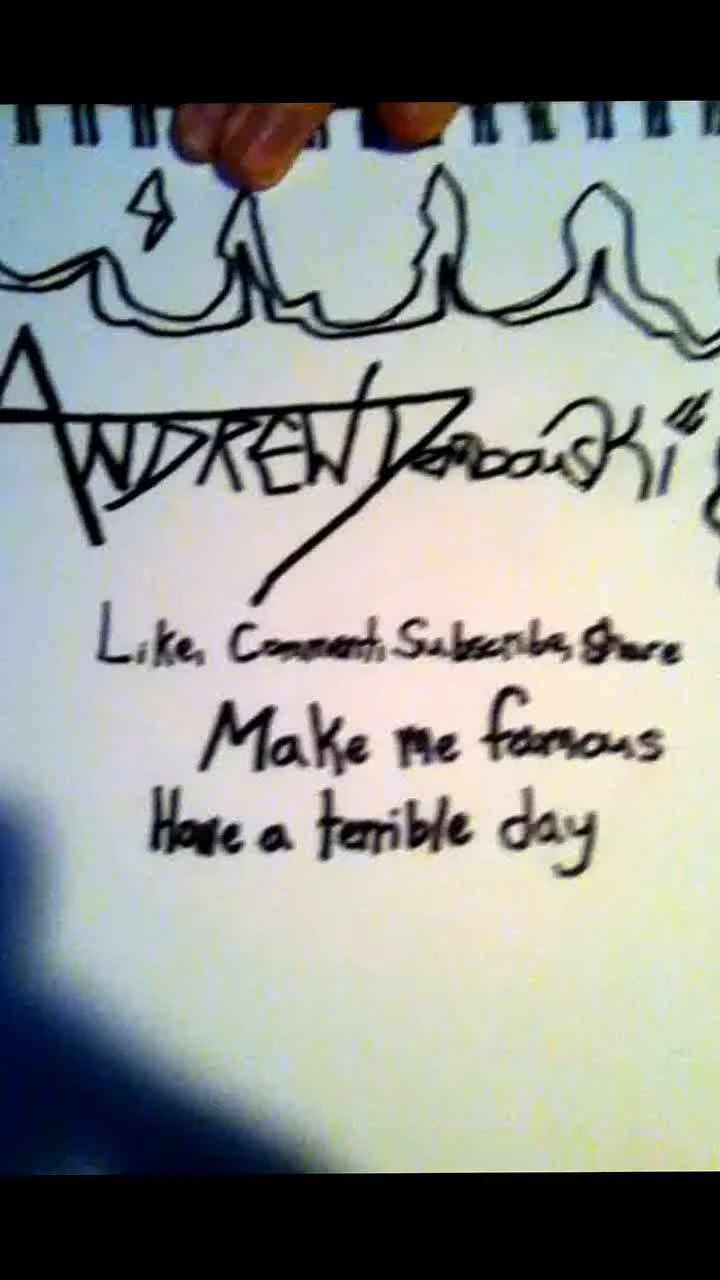 ANDREW
Like, Comment, Subscribe, Share
Make me famous
Have a terrible day